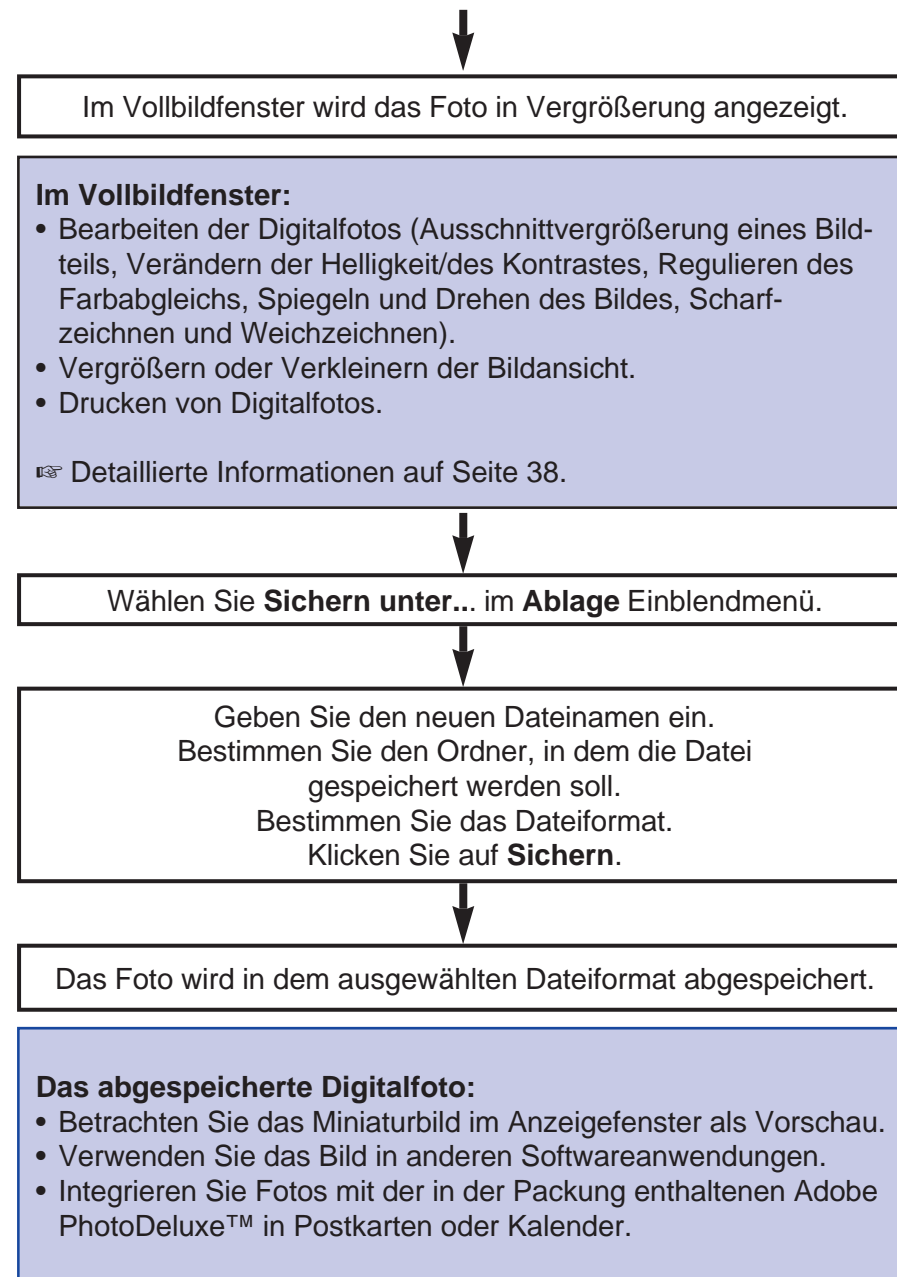 Im Vollbildfenster wird das Foto in Vergrößerung angezeigt.
Im Vollbildfenster:
• Bearbeiten der Digitalfotos (Ausschnittvergrößerung eines Bild-
teils, Verändern der Helligkeit/des Kontrastes, Regulieren des
Farbabgleichs, Spiegeln und Drehen des Bildes, Scharf-
zeichnen und Weichzeichnen).
• Vergrößern oder Verkleinern der Bildansicht.
• Drucken von Digitalfotos.
☞ Detaillierte Informationen auf Seite 38.
Wählen Sie Sichern unter... im Ablage Einblendmenü.
Geben Sie den neuen Dateinamen ein.
Bestimmen Sie den Ordner, in dem die Datei
gespeichert werden soll.
Bestimmen Sie das Dateiformat.
Klicken Sie auf Sichern.
Das Foto wird in dem ausgewählten Dateiformat abgespeichert.
Das abgespeicherte Digitalfoto:
• Betrachten Sie das Miniaturbild im Anzeigefenster als Vorschau.
• Verwenden Sie das Bild in anderen Softwareanwendungen.
• Integrieren Sie Fotos mit der in der Packung enthaltenen Adobe
PhotoDeluxe™ in Postkarten oder Kalender.